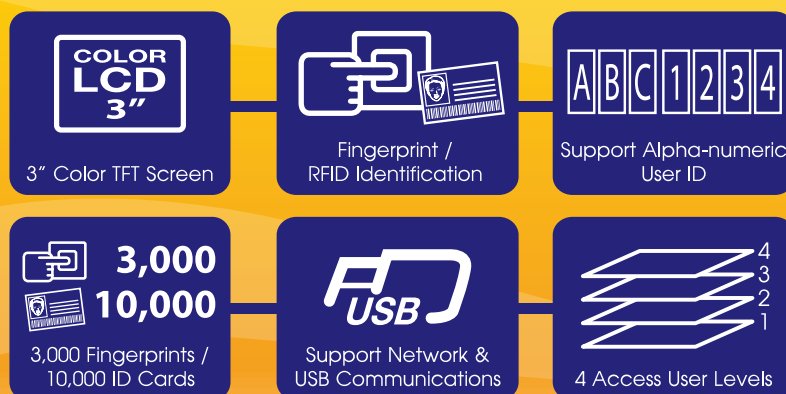 COLOR
LCD
3″
3″ Color TFT Screen
Fingerprint /
RFID Identification
ABC1234
Support Alpha-numeric
User ID
3,000
10,000
3,000 Fingerprints /
10,000 ID Cards
USB
Support Network &
USB Communications
4
3
2
1
4 Access User Levels